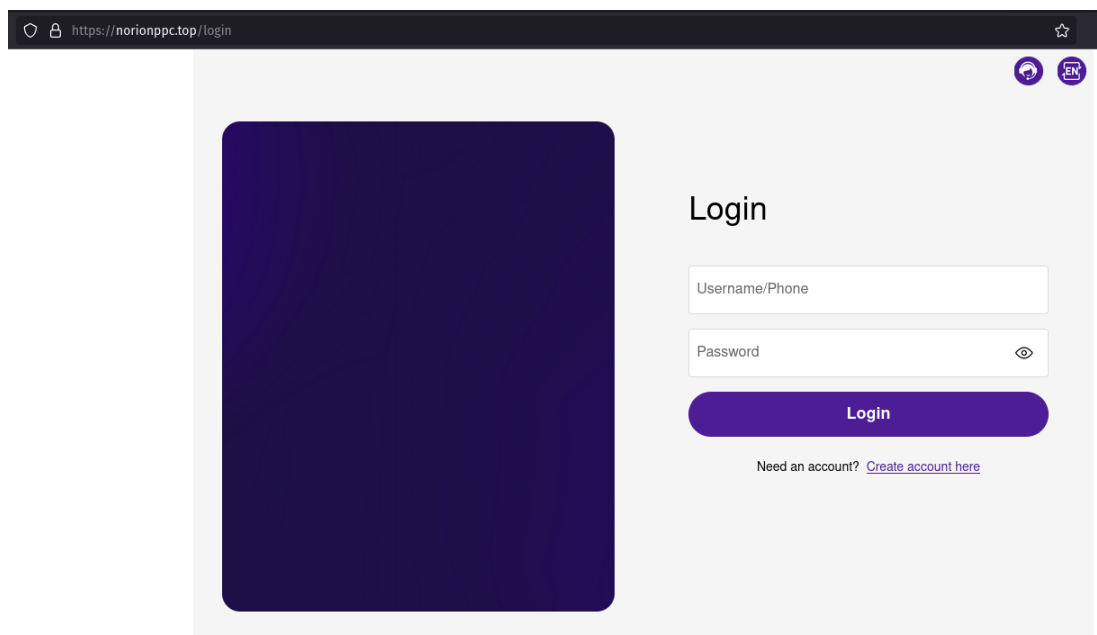 https://norionppc.top/login
EN
Login
Username/Phone
Password
Login
Need an account? Create account here